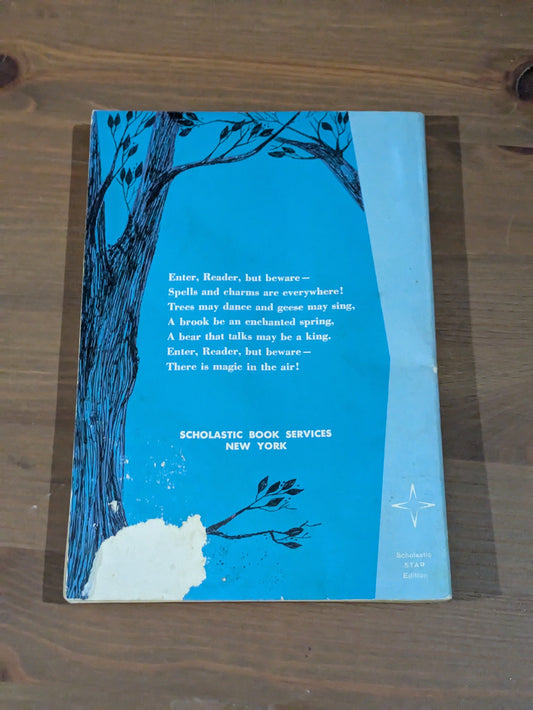 Enter, Reader, but beware—
Spells and charms are everywhere!
Trees may dance and geese may sing,
A brook be an enchanted spring,
A bear that talks may be a king.
Enter, Reader, but beware—
There is magic in the air!
SCHOLASTIC BOOK SERVICES
NEW YORK
Scholastic
STAR
Edition